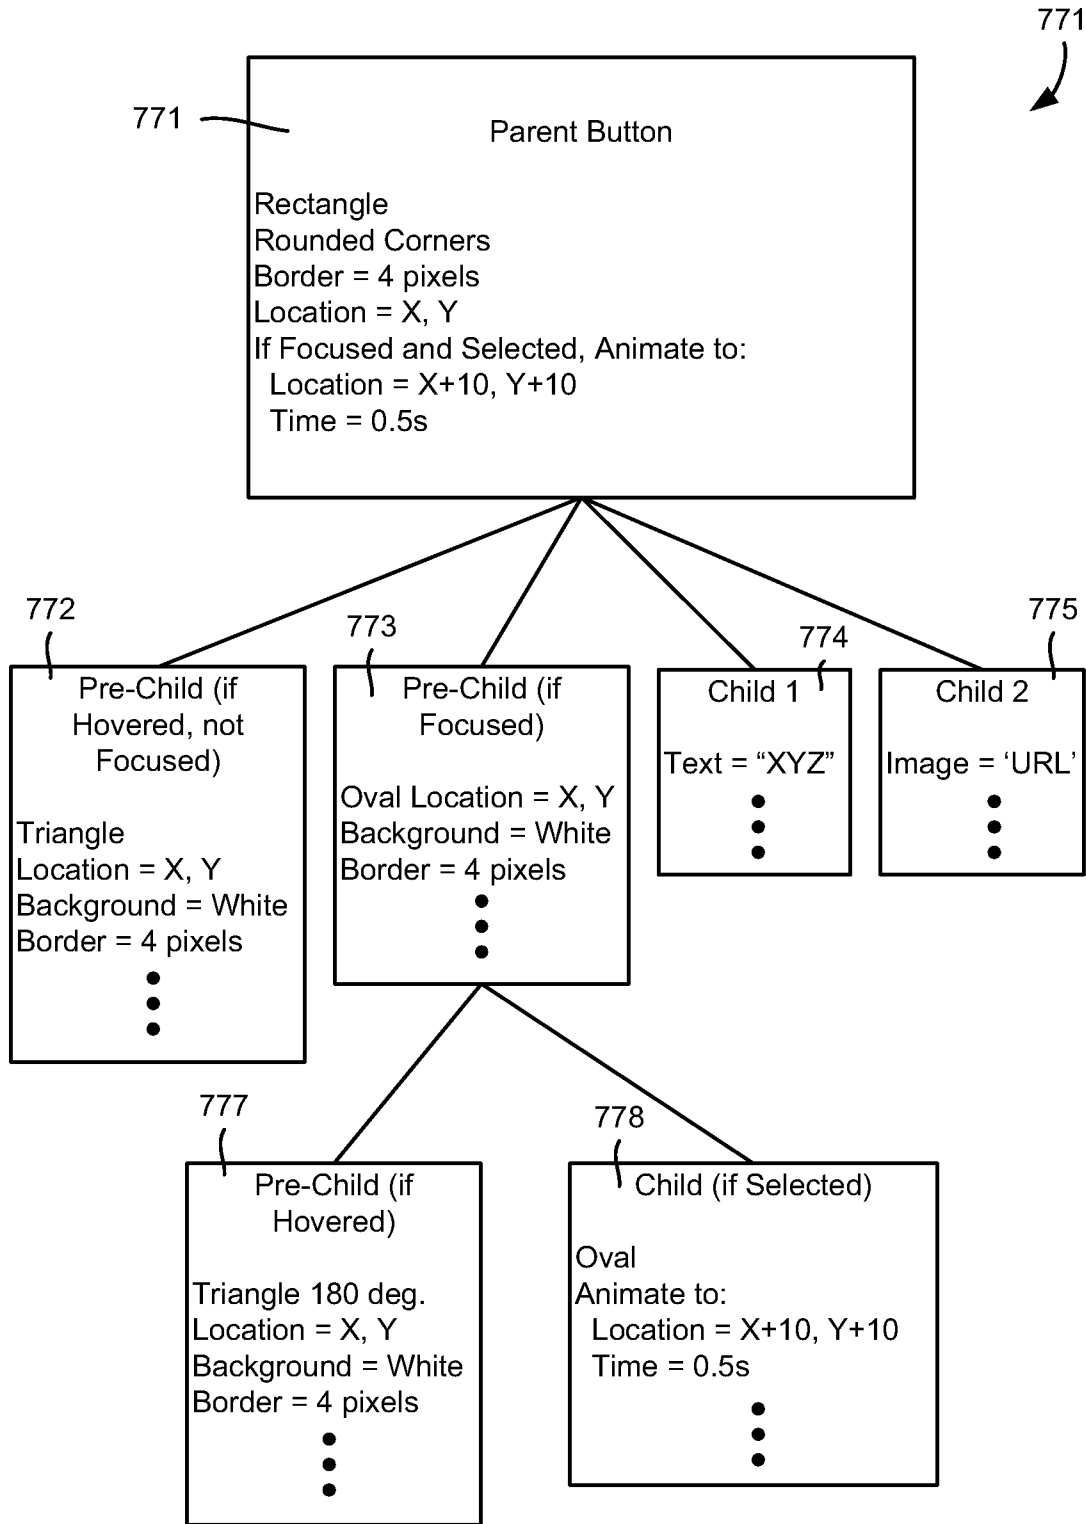 771
771
Parent Button
Rectangle
Rounded Corners
Border = 4 pixels
Location = X, Y
If Focused and Selected, Animate to:
Location = X+10, Y+10
Time = 0.5s
772
Pre-Child (if
Hovered, not
Focused)
Triangle
Location = X, Y
Background = White
Border = 4 pixels
773
Pre-Child (if
Focused)
Oval Location = X, Y
Background = White
Border = 4 pixels
774
Child 1
Text = “XYZ”
775
Child 2
Image = ‘URL’
777
Pre-Child (if
Hovered)
Triangle 180 deg.
Location = X, Y
Background = White
Border = 4 pixels
778
Child (if Selected)
Oval
Animate to:
Location = X+10, Y+10
Time = 0.5s